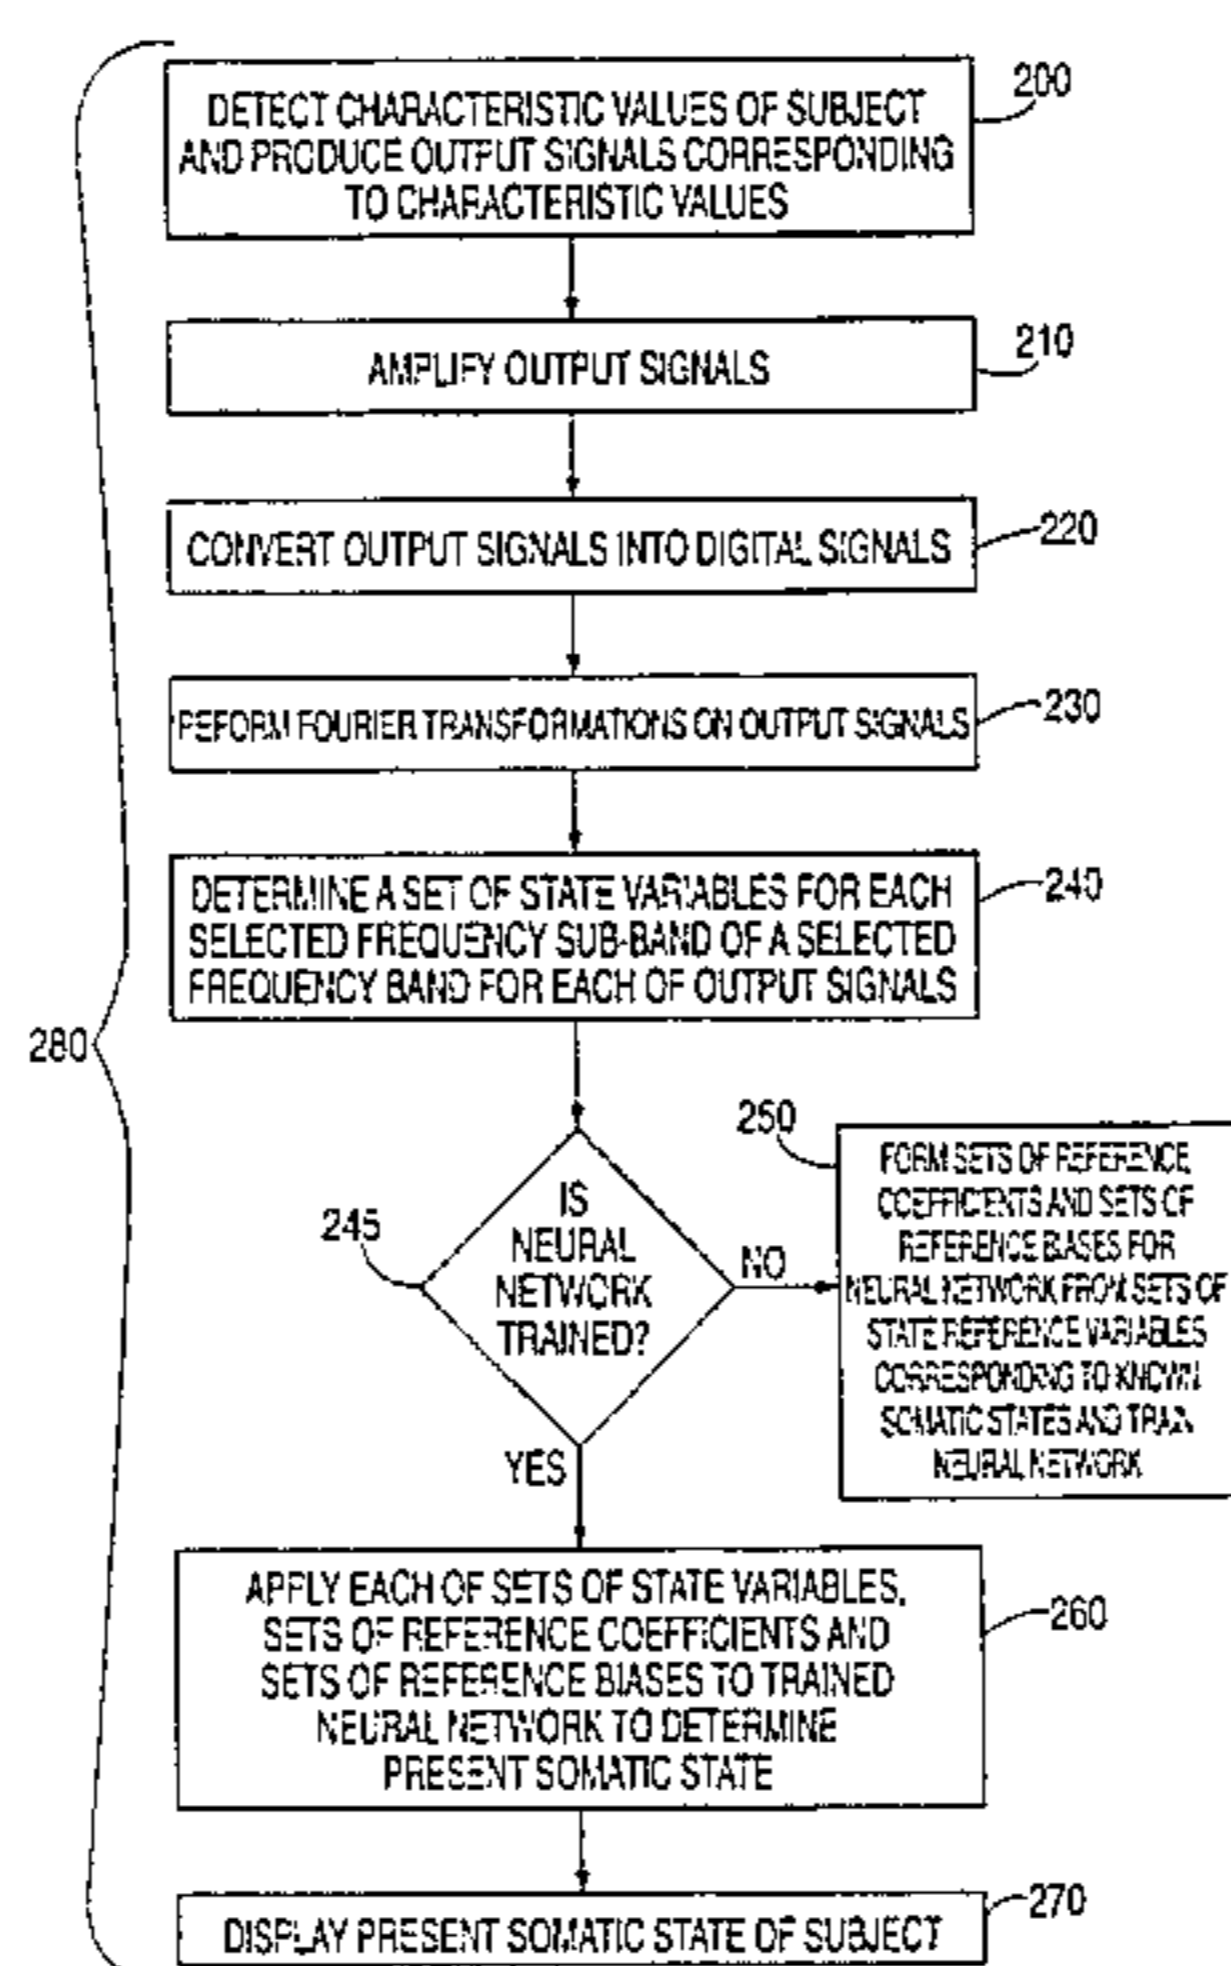 200
DETECT CHARACTERISTIC VALUES OF SUBJECT
AND PRODUCE OUTPUT SIGNALS CORRESPONDING
TO CHARACTERISTIC VALUES
210
AMPLIFY OUTPUT SIGNALS
220
CONVERT OUTPUT SIGNALS INTO DIGITAL SIGNALS
230
PEFORM FOURIER TRANSFORMATIONS ON OUTPUT SIGNALS
240
DETERMINE A SET OF STATE VARIABLES FOR EACH
SELECTED FREQUENCY SUB-BAND OF A SELECTED
FREQUENCY BAND FOR EACH OF OUTPUT SIGNALS
280
245
IS
NEURAL
NETWORK
TRAINED?
NO
YES
250
FORM SETS OF REFERENCE
COEFFICIENTS AND SETS OF
REFERENCE BIASES FOR
NEURAL NETWORK FROM SETS OF
STATE REFERENCE VARIABLES
CORRESPONDING TO KNOWN
SOMATIC STATES AND TRAIN
NEURAL NETWORK
260
APPLY EACH OF SETS OF STATE VARIABLES,
SETS OF REFERENCE COEFFICIENTS AND
SETS OF REFERENCE BIASES TO TRAINED
NEURAL NETWORK TO DETERMINE
PRESENT SOMATIC STATE
270
DISPLAY PRESENT SOMATIC STATE OF SUBJECT